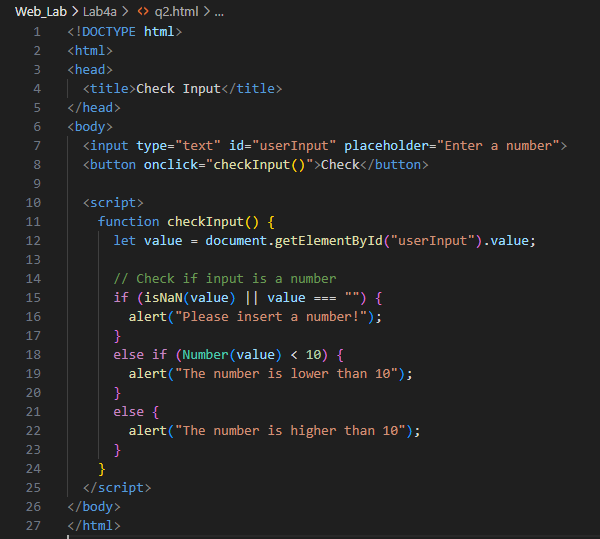 Web_Lab > Lab4a > <> q2.html > ...
1 <!DOCTYPE html>
2 <html>
3 <head>
4   <title>Check Input</title>
5 </head>
6 <body>
7   <input type="text" id="userInput" placeholder="Enter a number">
8   <button onclick="checkInput()">Check</button>
9
10   <script>
11     function checkInput() {
12       let value = document.getElementById("userInput").value;
13
14       // Check if input is a number
15       if (isNaN(value) || value === "") {
16         alert("Please insert a number!");
17       }
18       else if (Number(value) < 10) {
19         alert("The number is lower than 10");
20       }
21       else {
22         alert("The number is higher than 10");
23       }
24     }
25   </script>
26 </body>
27 </html>